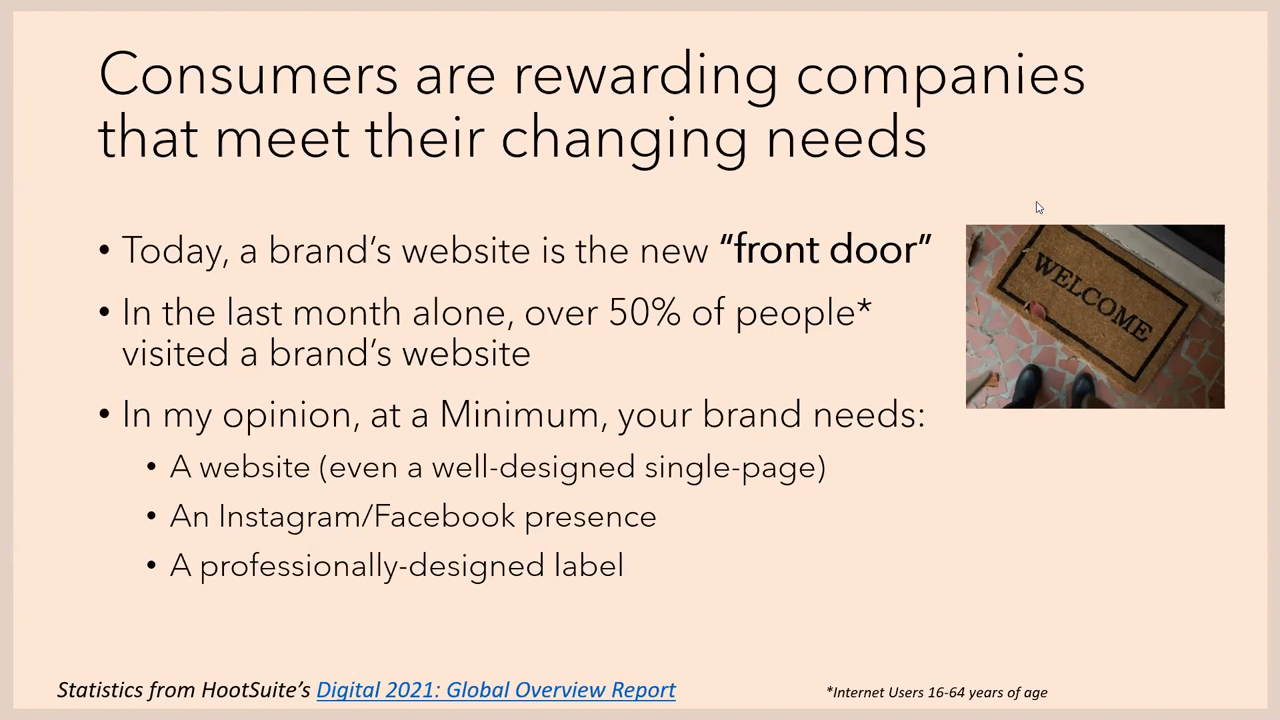 Consumers are rewarding companies
that meet their changing needs
• Today, a brand’s website is the new “front door”
• In the last month alone, over 50% of people*
visited a brand’s website
• In my opinion, at a Minimum, your brand needs:
• A website (even a well-designed single-page)
• An Instagram/Facebook presence
• A professionally-designed label
WELCOME
Statistics from HootSuite’s Digital 2021: Global Overview Report
*Internet Users 16-64 years of age